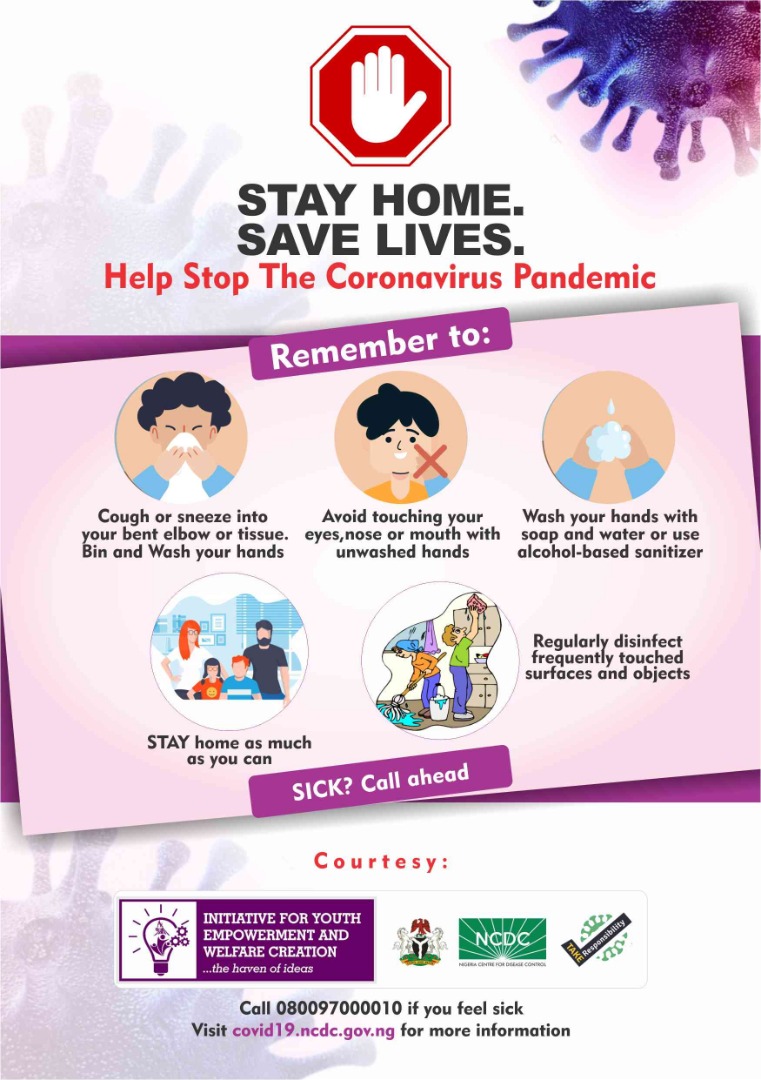 STAY HOME.
SAVE LIVES.
Help Stop The Coronavirus Pandemic
Remember to:
Cough or sneeze into
your bent elbow or tissue.
Bin and Wash your hands
Avoid touching your
eyes,nose or mouth with
unwashed hands
Wash your hands with
soap and water or use
alcohol-based sanitizer
STAY home as much
as you can
Regularly disinfect
frequently touched
surfaces and objects
SICK? Call ahead
Courtesy:
INITIATIVE FOR YOUTH
EMPOWERMENT AND
WELFARE CREATION
...the haven of ideas
NCDC
NIGERIA CENTRE FOR DISEASE CONTROL
TAKE Responsibility
Call 080097000010 if you feel sick
Visit covid19.ncdc.gov.ng for more information